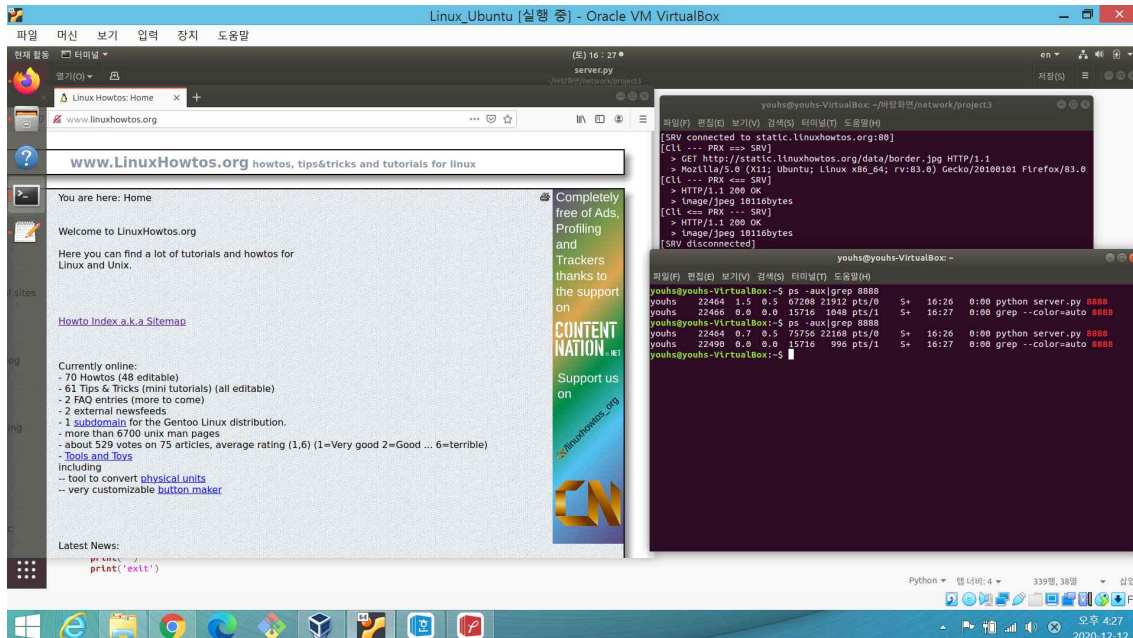 Linux_Ubuntu [실행 중] - Oracle VM VirtualBox
파일 머신 보기 입력 장치 도움말
현재 활동 터미널 (토) 16 : 27 en
열기(O) server.py 저장(S)
~/바탕화면/network/project3
Linux Howtos: Home
www.linuxhowtos.org
www.LinuxHowtos.org howtos, tips&tricks and tutorials for linux
You are here: Home
Welcome to LinuxHowtos.org
Here you can find a lot of tutorials and howtos for
Linux and Unix.
Howto Index a.k.a Sitemap
Currently online:
- 70 Howtos (48 editable)
- 61 Tips & Tricks (mini tutorials) (all editable)
- 2 FAQ entries (more to come)
- 2 external newsfeeds
- 1 subdomain for the Gentoo Linux distribution.
- more than 6700 unix man pages
- about 529 votes on 75 articles, average rating (1,6) (1=Very good 2=Good ... 6=terrible)
- Tools and Toys
including
-- tool to convert physical units
-- very customizable button maker
Latest News:
Completely
free of Ads,
Profiling
and
Trackers
thanks to
the support
on
CONTENT
NATION.NET
Support us
on
CN/linuxhowtos_org
CN
youhs@youhs-VirtualBox: ~/바탕화면/network/project3
파일(F) 편집(E) 보기(V) 검색(S) 터미널(T) 도움말(H)
[SRV connected to static.linuxhowtos.org:80]
[Cli --- PRX ==> SRV]
> GET http://static.linuxhowtos.org/data/border.jpg HTTP/1.1
> Mozilla/5.0 (X11; Ubuntu; Linux x86_64; rv:83.0) Gecko/20100101 Firefox/83.0
[Cli --- PRX <== SRV]
> HTTP/1.1 200 OK
> image/jpeg 10116bytes
[Cli <== PRX --- SRV]
> HTTP/1.1 200 OK
> image/jpeg 10116bytes
[SRV disconnected]
youhs@youhs-VirtualBox: ~
파일(F) 편집(E) 보기(V) 검색(S) 터미널(T) 도움말(H)
youhs@youhs-VirtualBox:~$ ps -aux|grep 8888
youhs 22464 1.5 0.5 67208 21912 pts/0 S+ 16:26 0:00 python server.py 8888
youhs 22466 0.0 0.0 15716 1048 pts/1 S+ 16:27 0:00 grep --color=auto 8888
youhs@youhs-VirtualBox:~$ ps -aux|grep 8888
youhs 22464 0.7 0.5 75756 22168 pts/0 S+ 16:26 0:00 python server.py 8888
youhs 22490 0.0 0.0 15716 996 pts/1 S+ 16:27 0:00 grep --color=auto 8888
youhs@youhs-VirtualBox:~$
print('exit')
Python 탭 너비: 4 339행, 38열 삽입
오후 4:27
2020-12-12